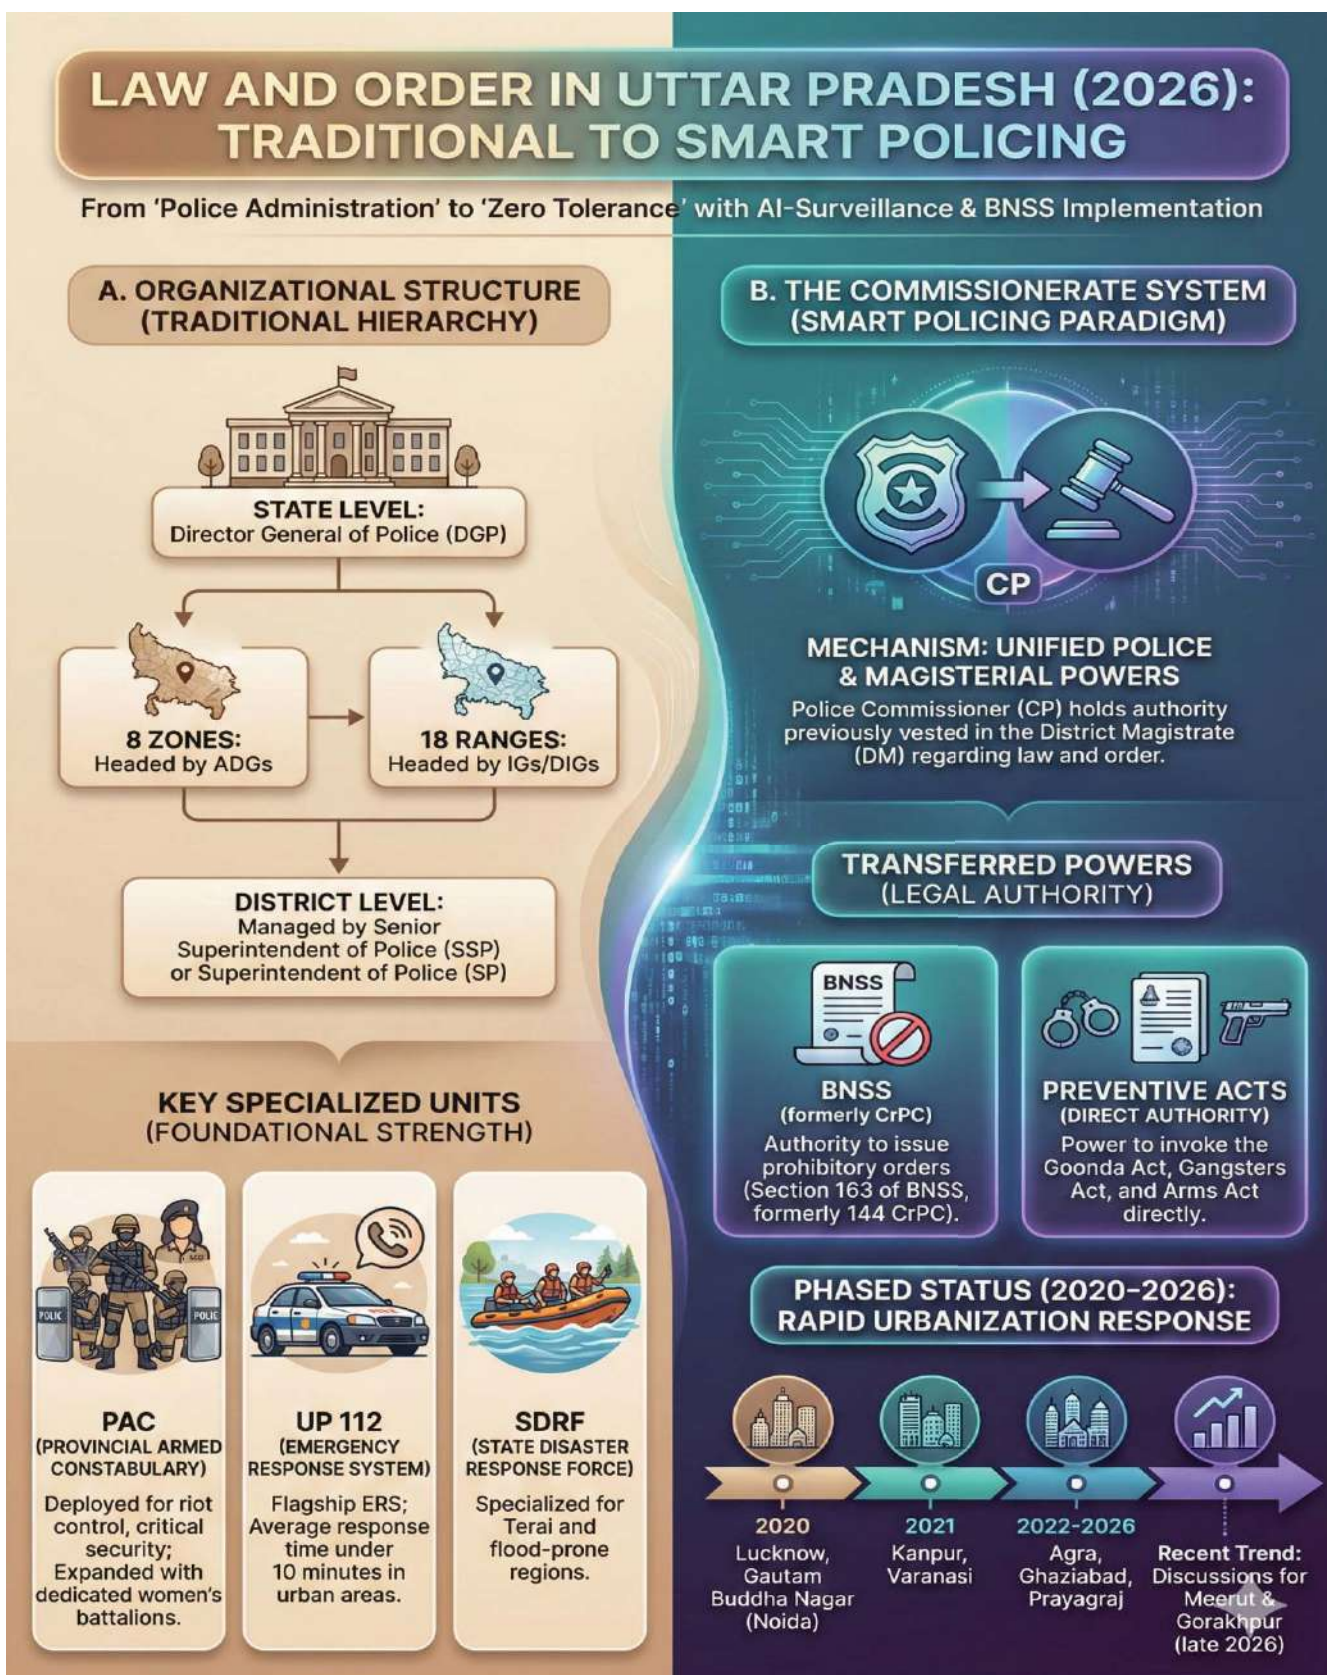 LAW AND ORDER IN UTTAR PRADESH (2026):
TRADITIONAL TO SMART POLICING
From 'Police Administration' to 'Zero Tolerance' with AI-Surveillance & BNSS Implementation
A. ORGANIZATIONAL STRUCTURE
(TRADITIONAL HIERARCHY)
STATE LEVEL:
Director General of Police (DGP)
8 ZONES:
Headed by ADGs
18 RANGES:
Headed by IGs/DIGs
DISTRICT LEVEL:
Managed by Senior
Superintendent of Police (SSP)
or Superintendent of Police (SP)
KEY SPECIALIZED UNITS
(FOUNDATIONAL STRENGTH)
POLIC
POLIC
PAC
(PROVINCIAL ARMED
CONSTABULARY)
Deployed for riot
control, critical
security;
Expanded with
dedicated women's
battalions.
UP 112
(EMERGENCY
RESPONSE SYSTEM)
Flagship ERS;
Average response
time under
10 minutes in
urban areas.
SDRF
(STATE DISASTER
RESPONSE FORCE)
Specialized for
Terai and
flood-prone
regions.
B. THE COMMISSIONERATE SYSTEM
(SMART POLICING PARADIGM)
CP
MECHANISM: UNIFIED POLICE
& MAGISTERIAL POWERS
Police Commissioner (CP) holds authority
previously vested in the District Magistrate
(DM) regarding law and order.
TRANSFERRED POWERS
(LEGAL AUTHORITY)
BNSS
BNSS
(formerly CrPC)
Authority to issue
prohibitory orders
(Section 163 of BNSS,
formerly 144 CrPC).
PREVENTIVE ACTS
(DIRECT AUTHORITY)
Power to invoke the
Goonda Act, Gangsters
Act, and Arms Act
directly.
PHASED STATUS (2020-2026):
RAPID URBANIZATION RESPONSE
2020
Lucknow,
Gautam
Buddha Nagar
(Noida)
2021
Kanpur,
Varanasi
2022-2026
Agra,
Ghaziabad,
Prayagraj
Recent Trend:
Discussions for
Meerut &
Gorakhpur
(late 2026)